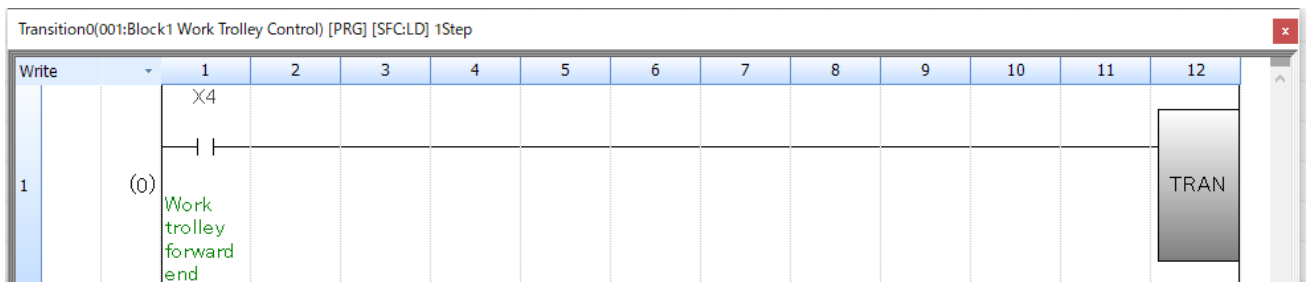 Transition0(001:Block1 Work Trolley Control) [PRG] [SFC:LD] 1Step x
Write 1 2 3 4 5 6 7 8 9 10 11 12
X4
1 (0) TRAN
Work
trolley
forward
end